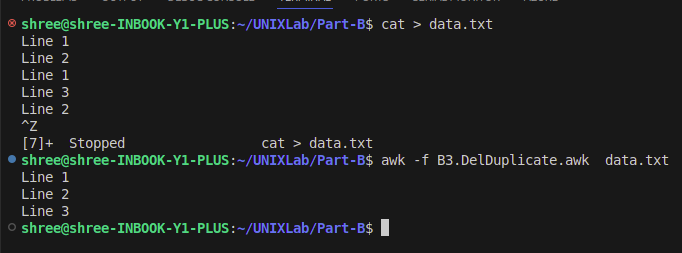 shree@shree-INBOOK-Y1-PLUS:~/UNIXLab/Part-B$ cat > data.txt
Line 1
Line 2
Line 1
Line 3
Line 2
^Z
[7]+  Stopped                 cat > data.txt
shree@shree-INBOOK-Y1-PLUS:~/UNIXLab/Part-B$ awk -f B3.DelDuplicate.awk  data.txt
Line 1
Line 2
Line 3
shree@shree-INBOOK-Y1-PLUS:~/UNIXLab/Part-B$